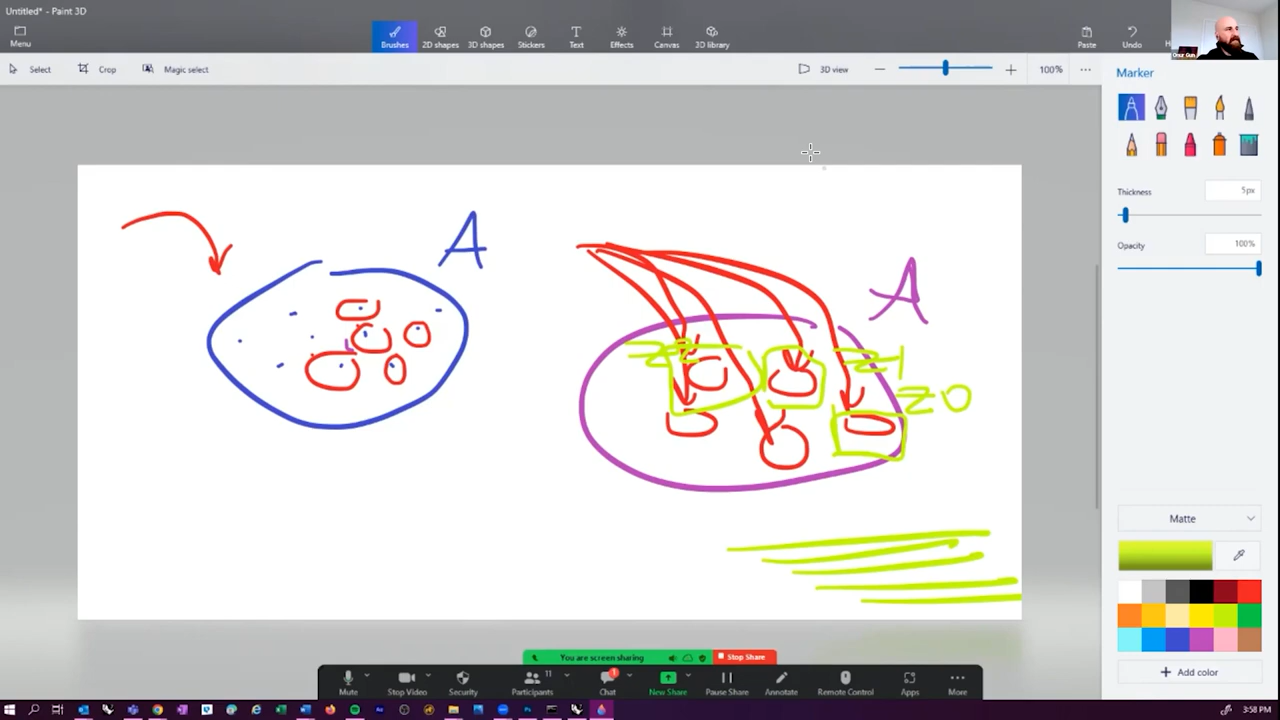 Untitled* - Paint 3D
Menu
Brushes
2D shapes
3D shapes
Stickers
Text
Effects
Canvas
3D library
Paste
Undo
Select
Crop
Magic select
3D view
100%
Marker
Thickness
5px
Opacity
100%
A
A
Z1
Z0
Matte
Add color
You are screen sharing
Stop Share
Mute
Stop Video
Security
11
Participants
1
Chat
New Share
Pause Share
Annotate
Remote Control
Apps
More
3:58 PM